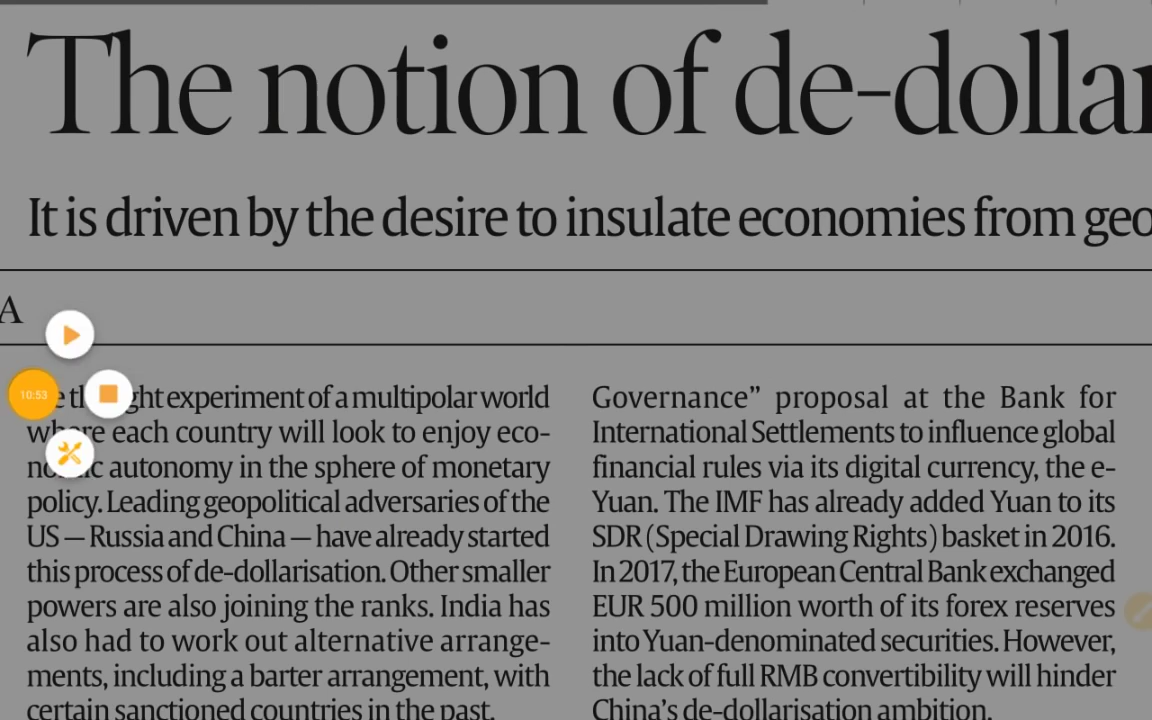 The notion of
It is driven by the desire to insulate economies from
A
10:53
experiment of a multipolar world
each country will look to enjoy eco-
autonomy in the sphere of monetary
policy. Leading geopolitical adversaries of the
US — Russia and China — have already started
this process of de-dollarisation. Other smaller
powers are also joining the ranks. India has
also had to work out alternative arrange-
ments, including a barter arrangement, with
certain sanctioned countries in the past.
Governance” proposal at the Bank for
International Settlements to influence global
financial rules via its digital currency, the e-
Yuan. The IMF has already added Yuan to its
SDR (Special Drawing Rights) basket in 2016.
In 2017, the European Central Bank exchanged
EUR 500 million worth of its forex reserves
into Yuan-denominated securities. However,
the lack of full RMB convertibility will hinder
China’s de-dollarisation ambition.